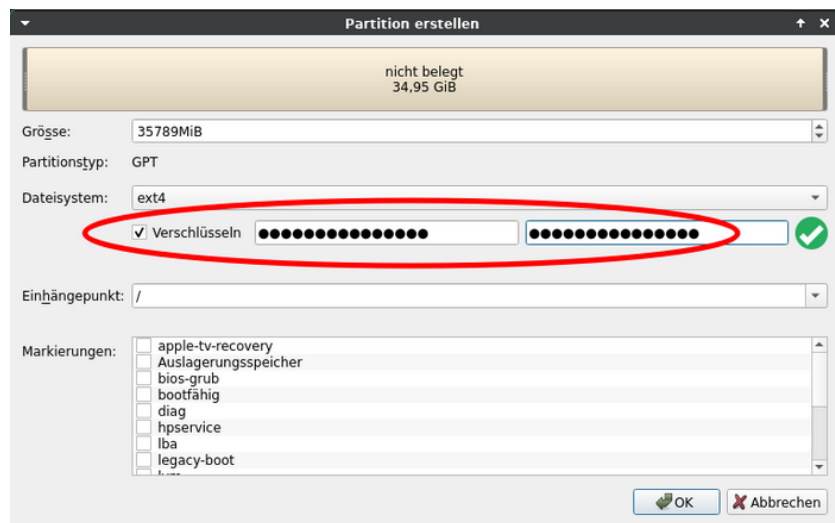 Partition erstellen
nicht belegt
34,95 GiB
Grösse: 35789MiB
Partitionstyp: GPT
Dateisystem: ext4
Verschlüsseln ●●●●●●●●●●●●●●● ●●●●●●●●●●●●●●●
Einhängepunkt: /
Markierungen: apple-tv-recovery
Auslagerungsspeicher
bios-grub
bootfähig
diag
hpservice
lba
legacy-boot
OK Abbrechen